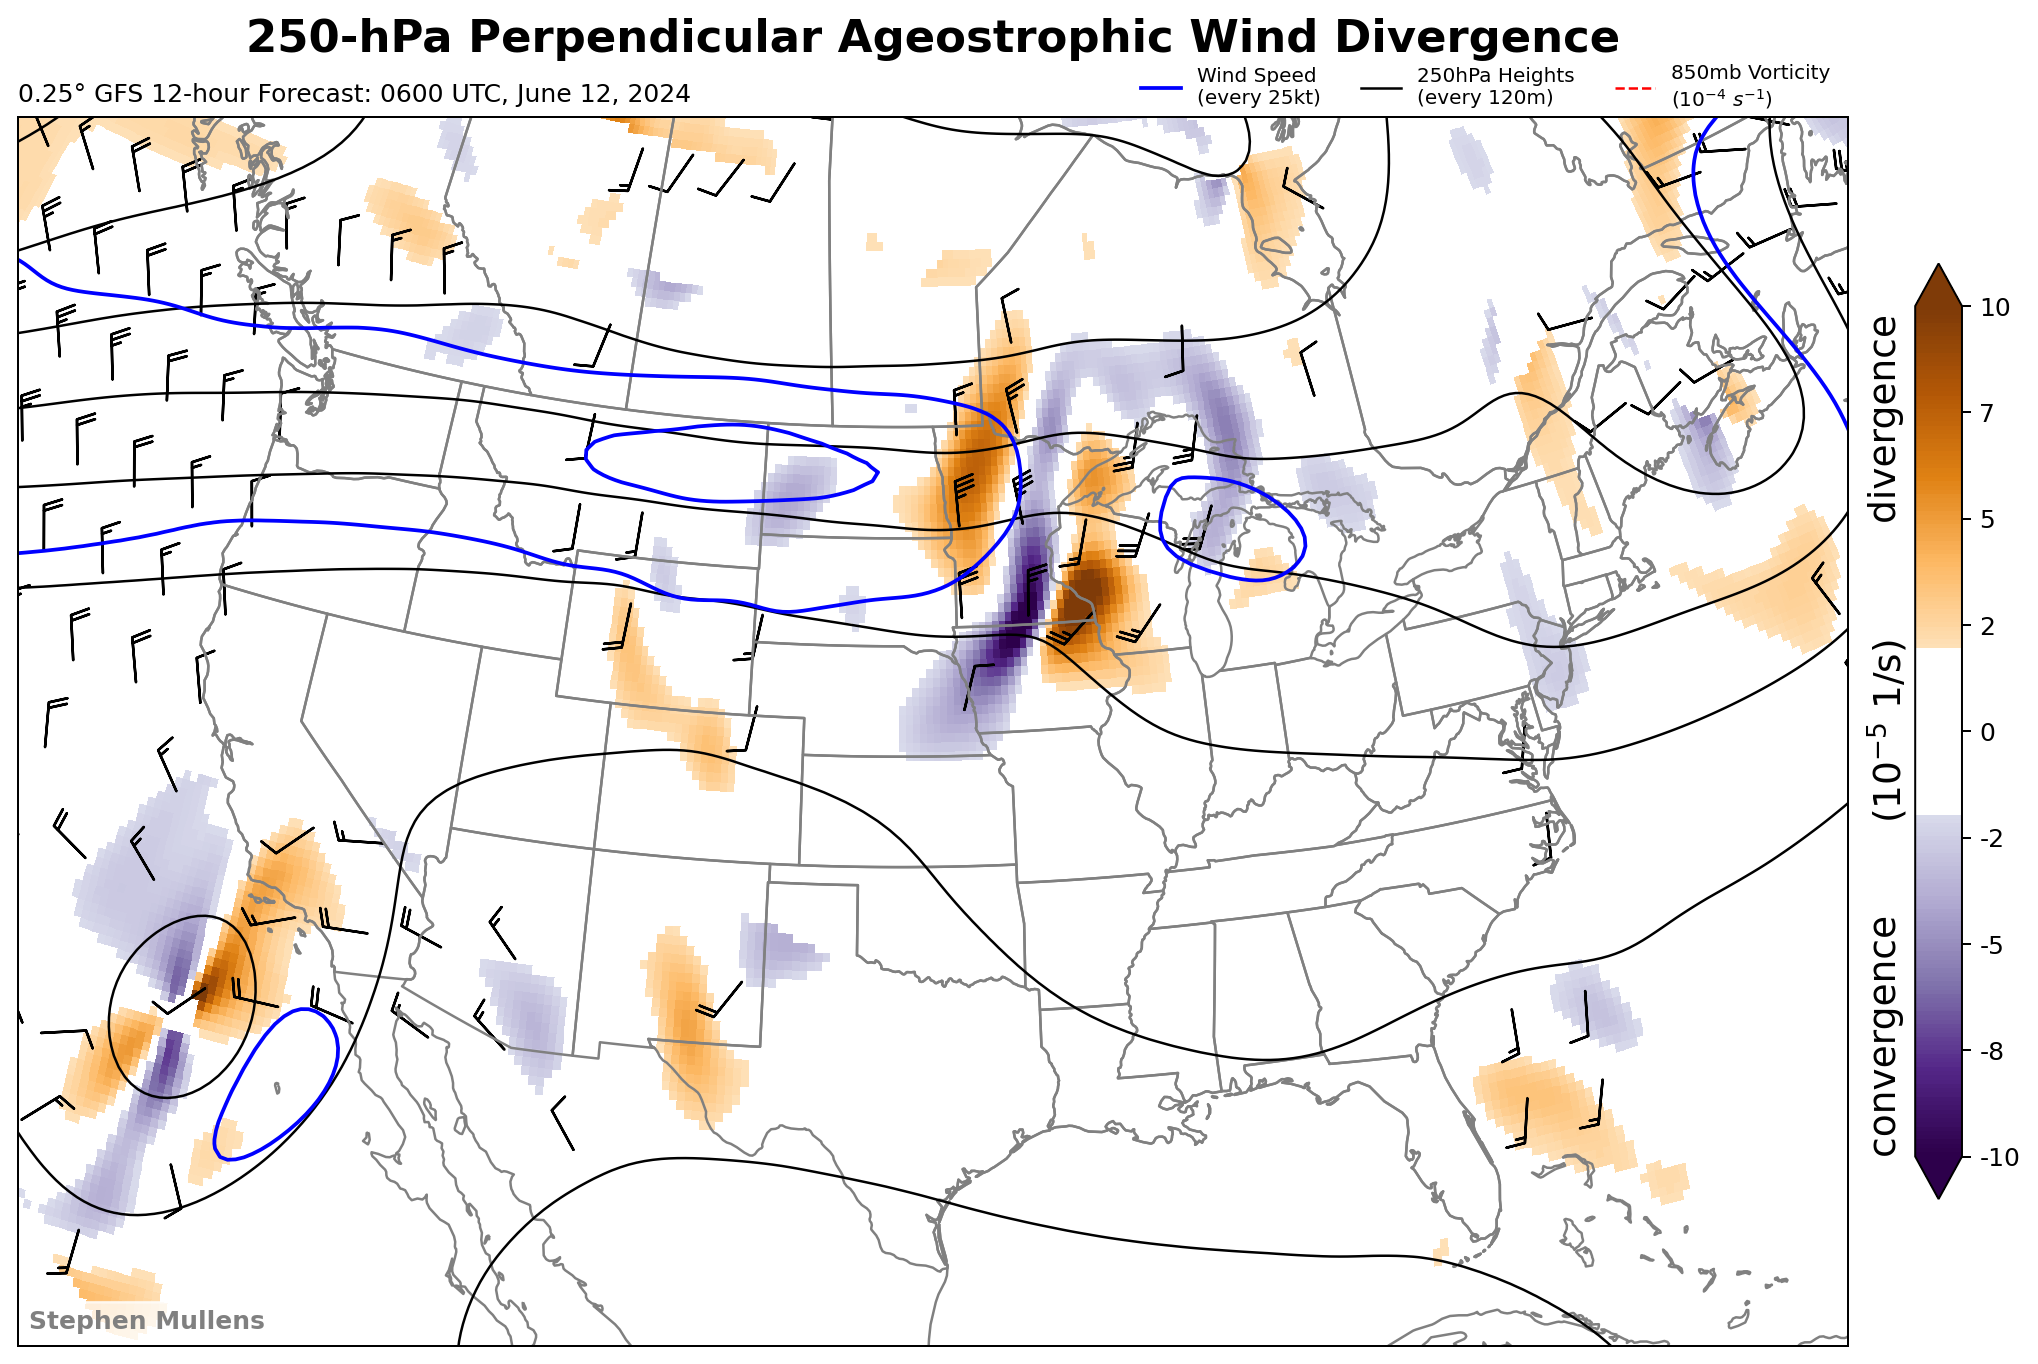 250-hPa Perpendicular Ageostrophic Wind Divergence
0.25° GFS 12-hour Forecast: 0600 UTC, June 12, 2024
Wind Speed
(every 25kt)
250hPa Heights
(every 120m)
850mb Vorticity
(10⁻⁴ s⁻¹)
10
7
5
2
0
-2
-5
-8
-10
convergence (10⁻⁵ 1/s) divergence
Stephen Mullens